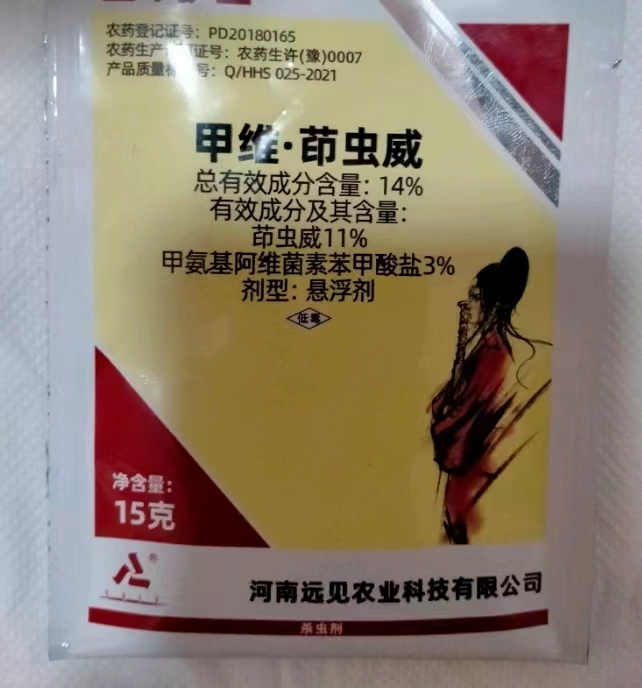 农药登记证号：PD20180165
农药生产许可证号：农药生许(豫)0007
产品质量标准号：Q/HHS 025-2021
甲维·茚虫威
总有效成分含量：14%
有效成分及其含量：
茚虫威11%
甲氨基阿维菌素苯甲酸盐3%
剂型：悬浮剂
低毒
净含量：
15克
®
河南远见农业科技有限公司
杀虫剂